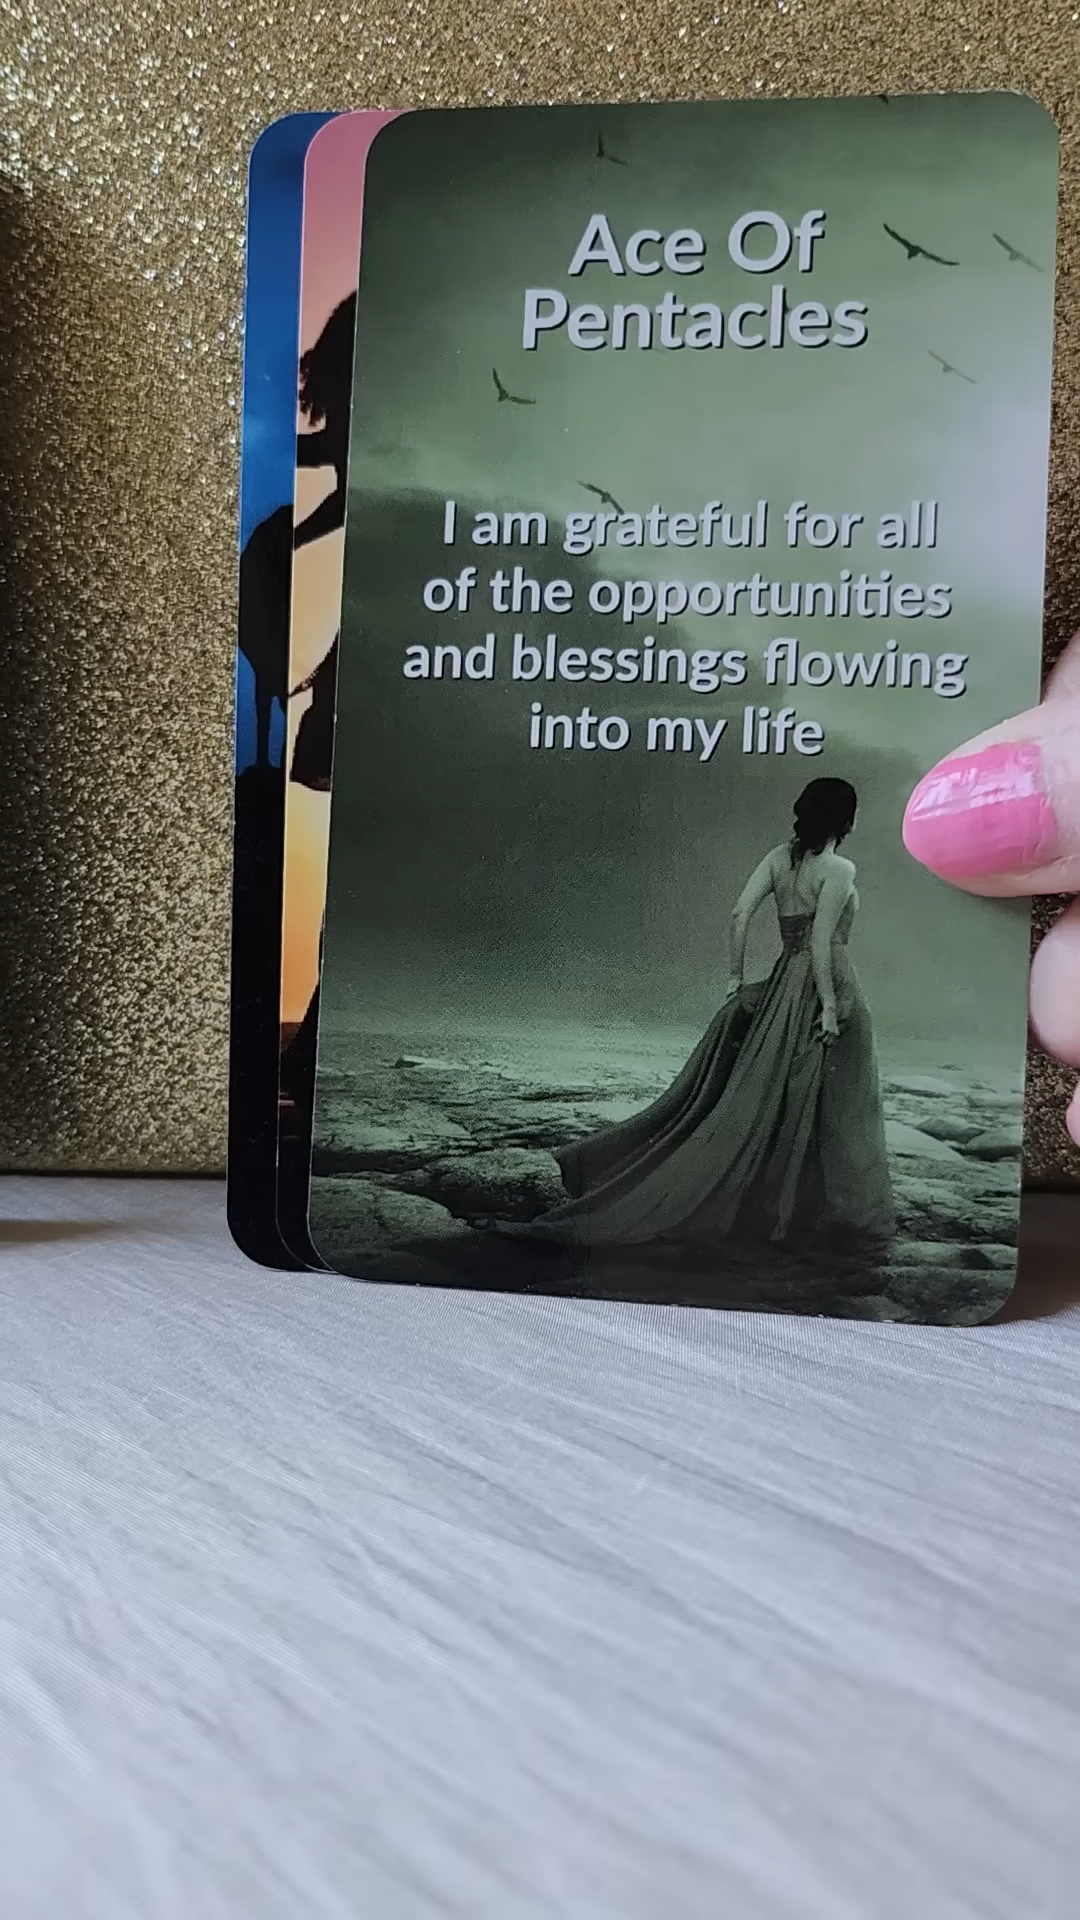 Ace Of
Pentacles
I am grateful for all
of the opportunities
and blessings flowing
into my life